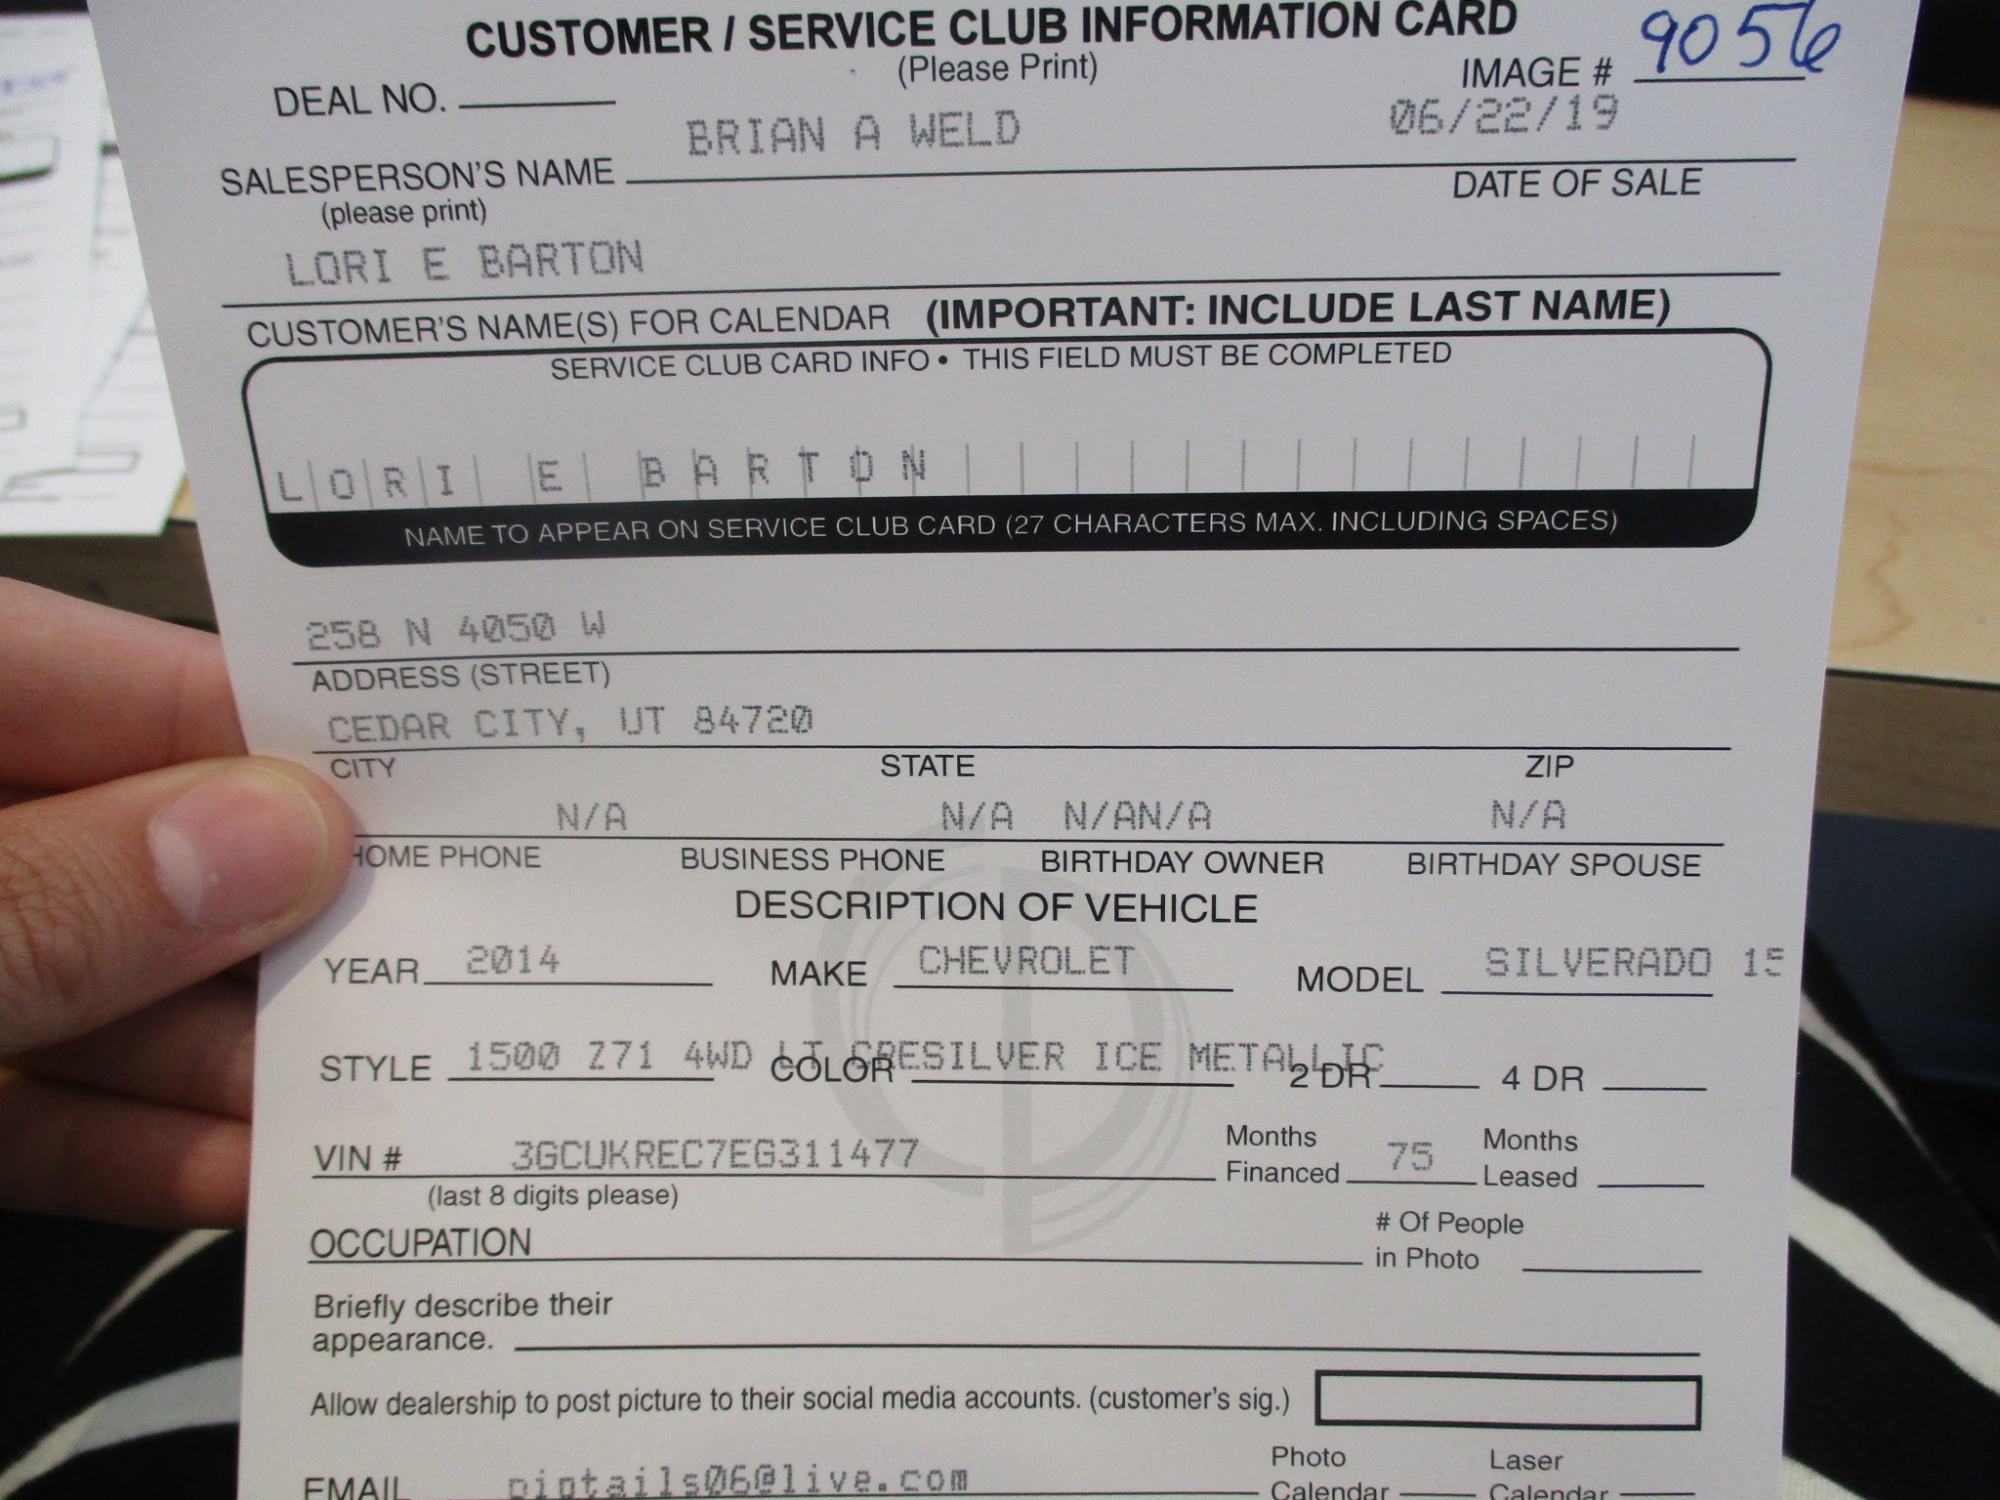 CUSTOMER / SERVICE CLUB INFORMATION CARD
(Please Print)
DEAL NO. IMAGE # 9056
BRIAN A WELD 06/22/19
SALESPERSON'S NAME DATE OF SALE
(please print)
LORI E BARTON
CUSTOMER'S NAME(S) FOR CALENDAR (IMPORTANT: INCLUDE LAST NAME)
SERVICE CLUB CARD INFO • THIS FIELD MUST BE COMPLETED
LORI E BARTON
NAME TO APPEAR ON SERVICE CLUB CARD (27 CHARACTERS MAX. INCLUDING SPACES)
258 N 4050 W
ADDRESS (STREET)
CEDAR CITY, UT 84720
CITY STATE ZIP
N/A N/A N/AN/A N/A
HOME PHONE BUSINESS PHONE BIRTHDAY OWNER BIRTHDAY SPOUSE
DESCRIPTION OF VEHICLE
YEAR 2014 MAKE CHEVROLET MODEL SILVERADO 15
STYLE 1500 Z71 4WD LT CRESILVER ICE METALLIC COLOR 2 DR 4 DR
VIN # 3GCUKREC7EG311477 Months Financed 75 Months Leased
(last 8 digits please)
OCCUPATION # Of People in Photo
Briefly describe their
appearance.
Allow dealership to post picture to their social media accounts. (customer's sig.)
EMAIL Photo Calendar Laser Calendar